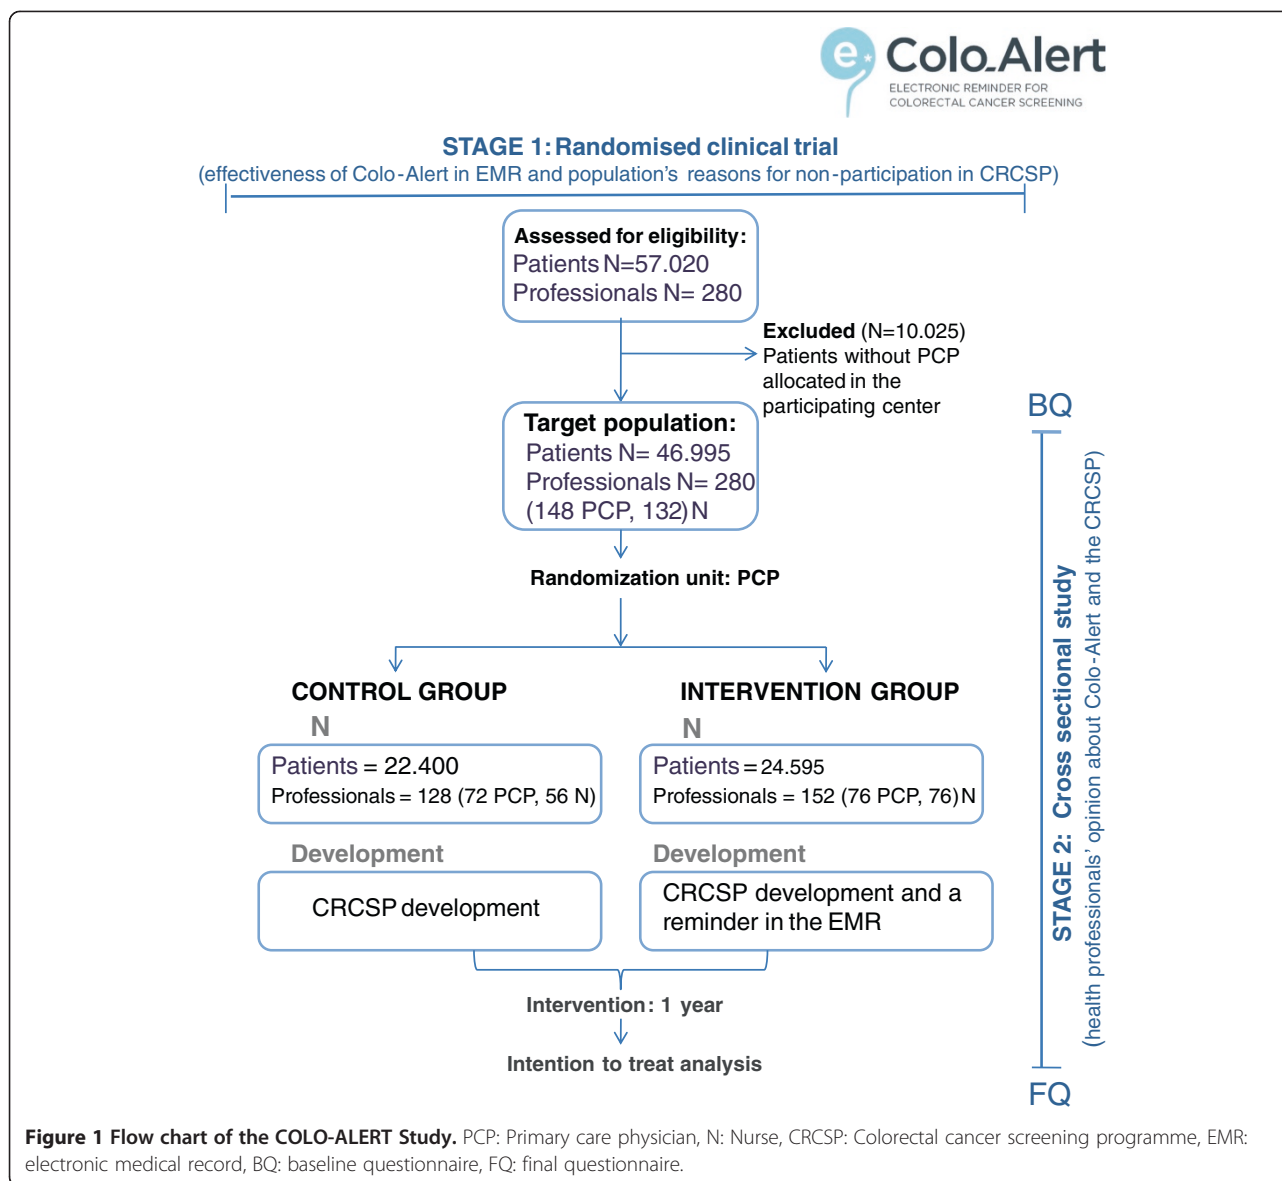 e
Colo_Alert
ELECTRONIC REMINDER FOR
COLORECTAL CANCER SCREENING
STAGE 1: Randomised clinical trial
(effectiveness of Colo-Alert in EMR and population's reasons for non-participation in CRCSP)
Assessed for eligibility:
Patients N=57.020
Professionals N= 280
Excluded (N=10.025)
Patients without PCP
allocated in the
participating center
Target population:
Patients N= 46.995
Professionals N= 280
(148 PCP, 132) N
Randomization unit: PCP
CONTROL GROUP
N
Patients = 22.400
Professionals = 128 (72 PCP, 56 N)
Development
CRCSP development
INTERVENTION GROUP
N
Patients = 24.595
Professionals = 152 (76 PCP, 76) N
Development
CRCSP development and a
reminder in the EMR
Intervention: 1 year
Intention to treat analysis
BQ
STAGE 2: Cross sectional study
(health professionals' opinion about Colo-Alert and the CRCSP)
FQ
Figure 1 Flow chart of the COLO-ALERT Study. PCP: Primary care physician, N: Nurse, CRCSP: Colorectal cancer screening programme, EMR:
electronic medical record, BQ: baseline questionnaire, FQ: final questionnaire.